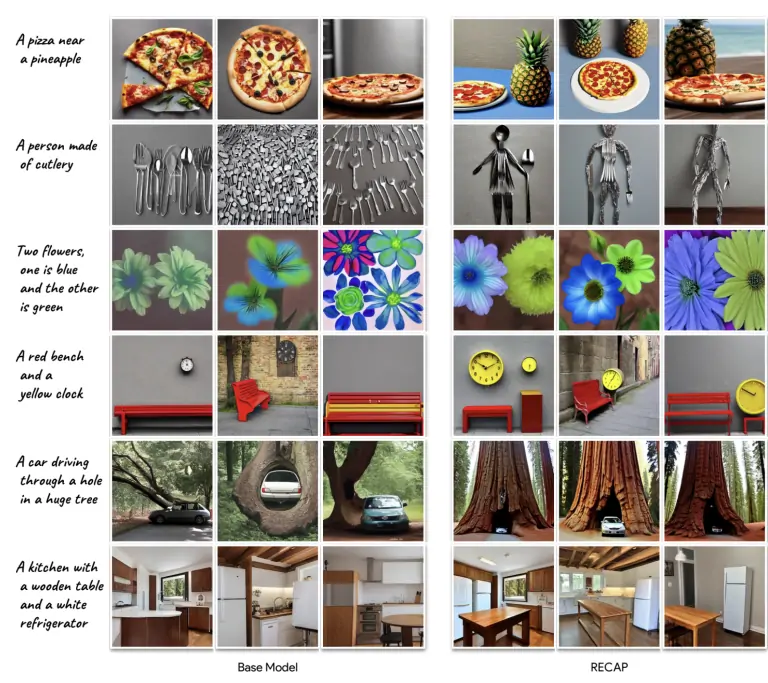 A pizza near
a pineapple
A person made
of cutlery
Two flowers,
one is blue
and the other
is green
A red bench
and a
yellow clock
A car driving
through a hole
in a huge tree
A kitchen with
a wooden table
and a white
refrigerator
Base Model
RECAP